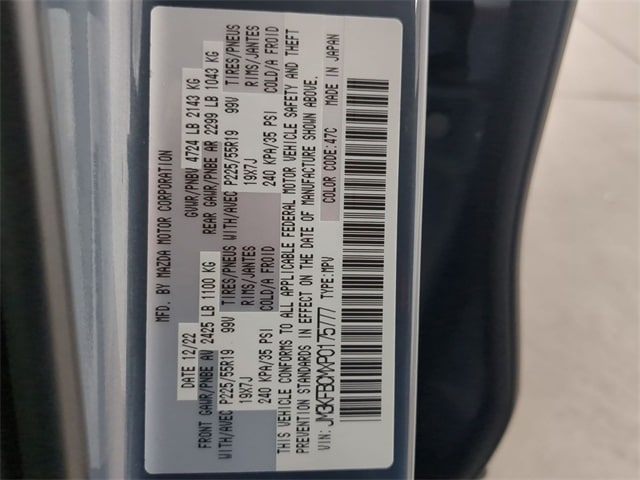 MFD. BY MAZDA MOTOR CORPORATION
DATE 12/22 GVWR/PNBV 4724 LB 2143 KG
FRONT GAWR/PNBE AV 2425 LB 1100 KG REAR GAWR/PNBE AR 2299 LB 1043 KG
WITH/AVEC P225/55R19 99V TIRES/PNEUS WITH/AVEC P225/55R19 99V TIRES/PNEUS
19X7J RIMS/JANTES 19X7J RIMS/JANTES
240 KPA/35 PSI COLD/A FROID 240 KPA/35 PSI COLD/A FROID
THIS VEHICLE CONFORMS TO ALL APPLICABLE FEDERAL MOTOR VEHICLE SAFETY AND THEFT
PREVENTION STANDARDS IN EFFECT ON THE DATE OF MANUFACTURE SHOWN ABOVE.
VIN: JM3KFBCMXP0175777 TYPE:MPV COLOR CODE:47C MADE IN JAPAN